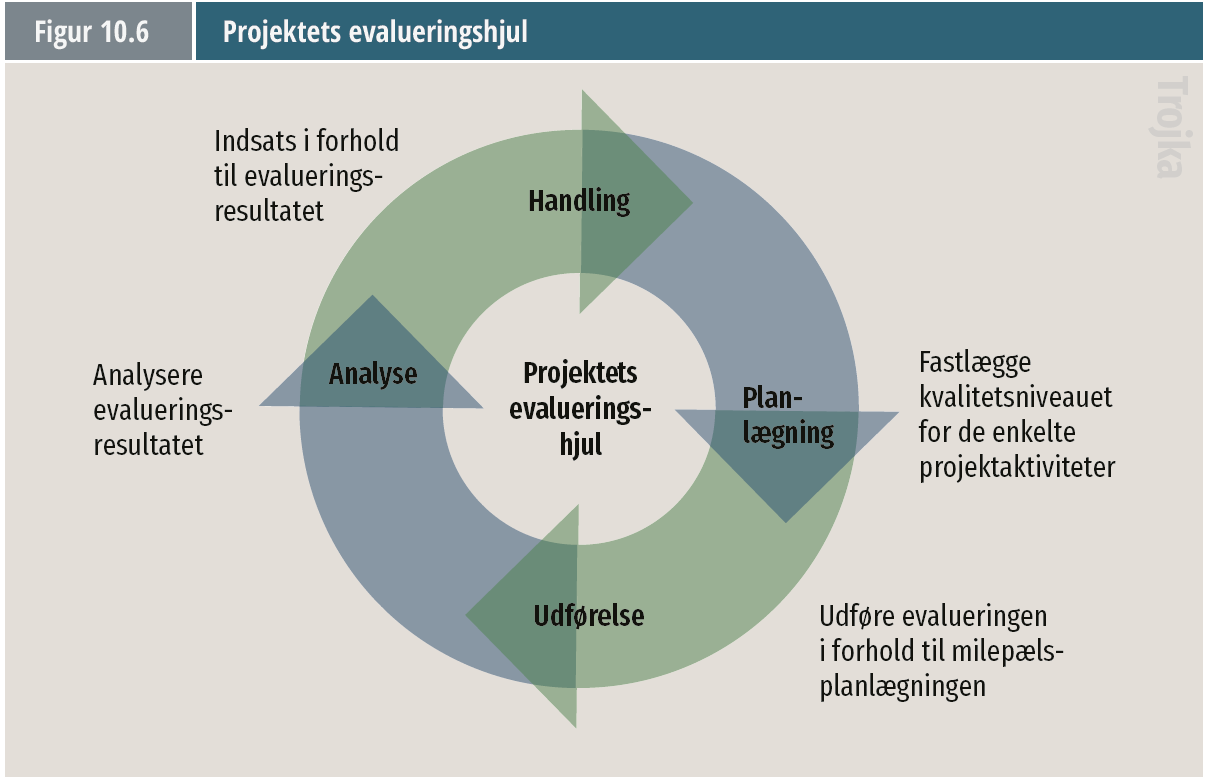 Figur 10.6
Projektets evalueringshjul
Trojka
Indsats i forhold
til evaluerings-
resultatet
Handling
Analysere
evaluerings-
resultatet
Analyse
Projektets
evaluerings-
hjul
Plan-
lægning
Fastlægge
kvalitetsniveauet
for de enkelte
projektaktiviteter
Udførelse
Udføre evalueringen
i forhold til milepæls-
planlægningen